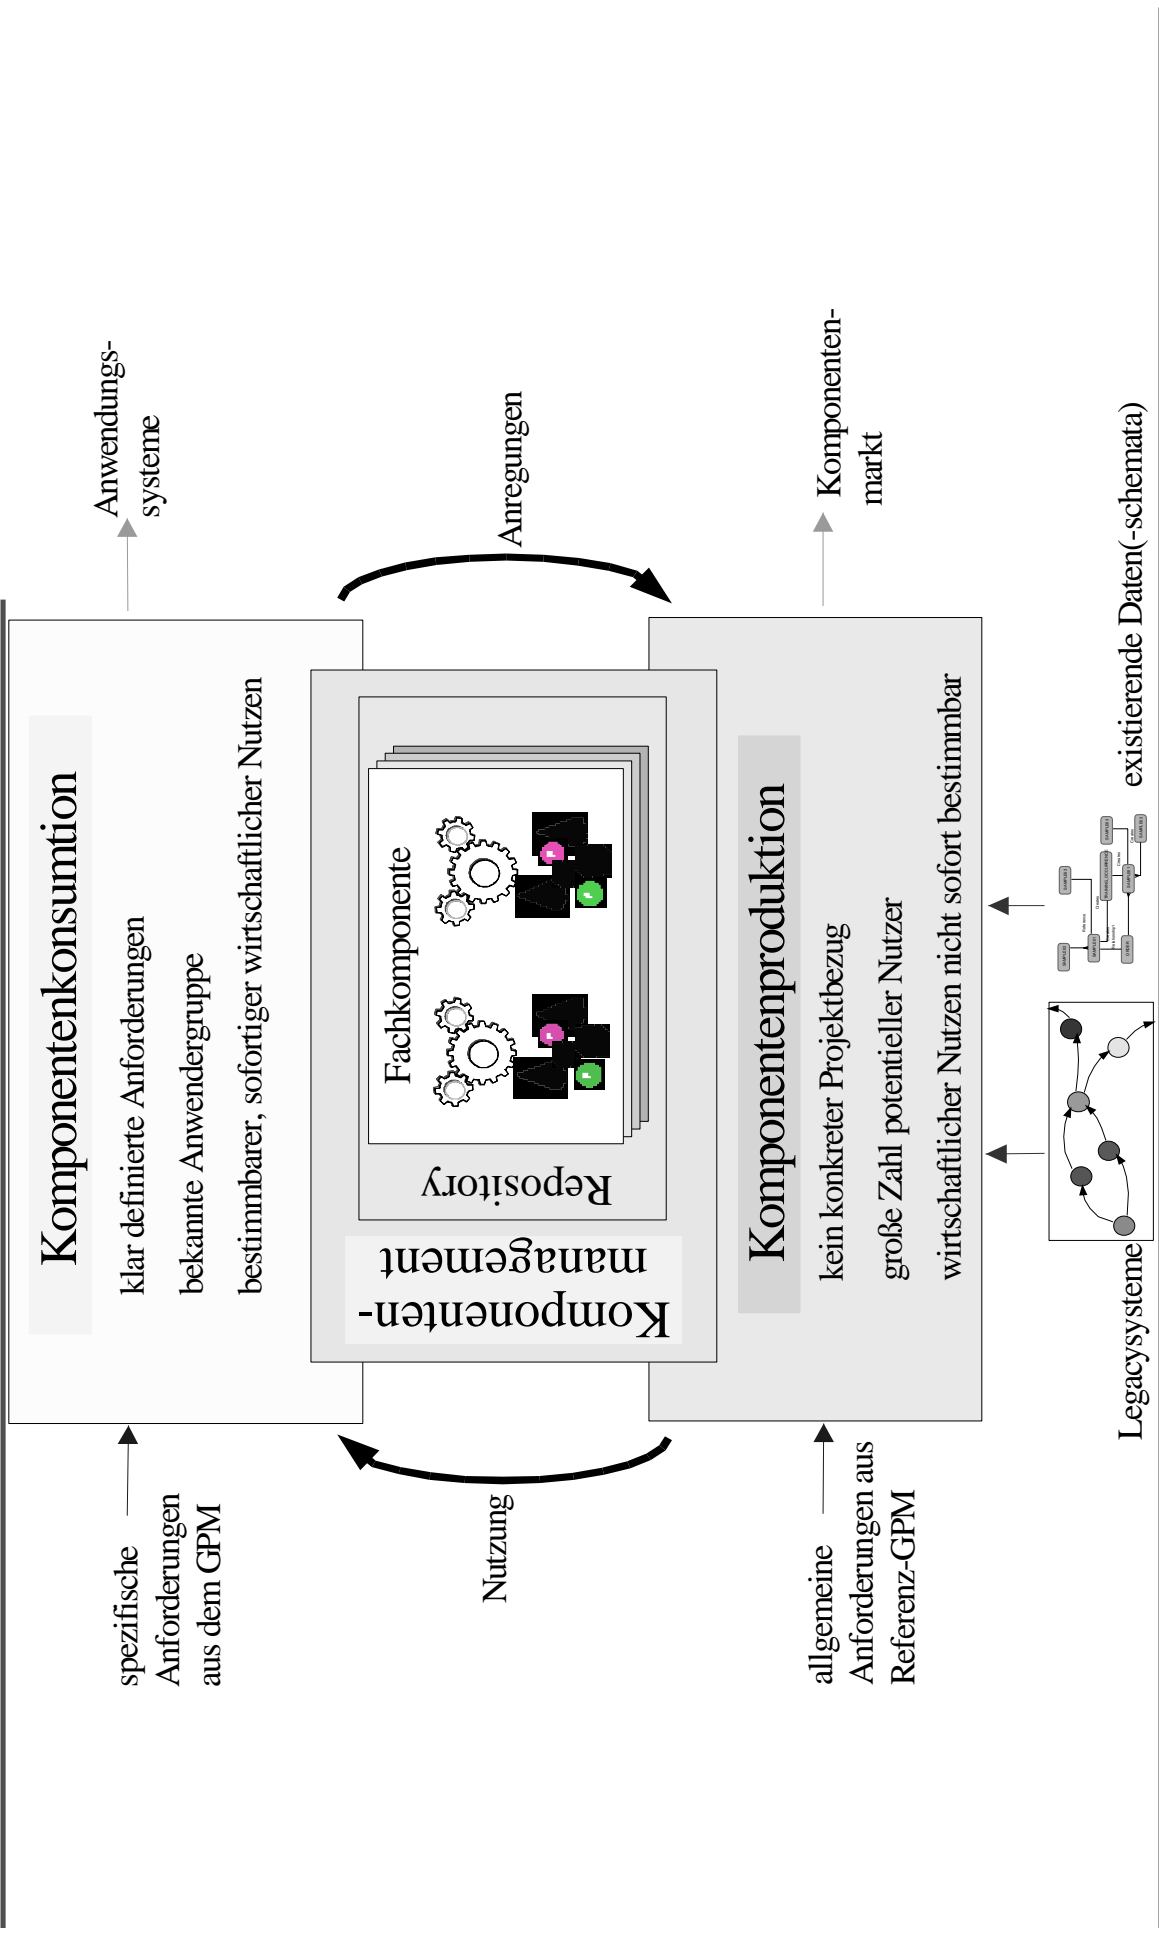 Komponentenkonsumtion
spezifische
Anforderungen
aus dem GPM
klar definierte Anforderungen
bekannte Anwendergruppe
bestimmbarer, sofortiger wirtschaftlicher Nutzen
Anwendungs-
systeme
Nutzung
Komponenten-
management
Repository
Fachkomponente
Anregungen
Komponentenproduktion
allgemeine
Anforderungen aus
Referenz-GPM
kein konkreter Projektbezug
große Zahl potentieller Nutzer
wirtschaftlicher Nutzen nicht sofort bestimmbar
Komponenten-
markt
Legacysysteme
ORDER
existierende Daten(-schemata)